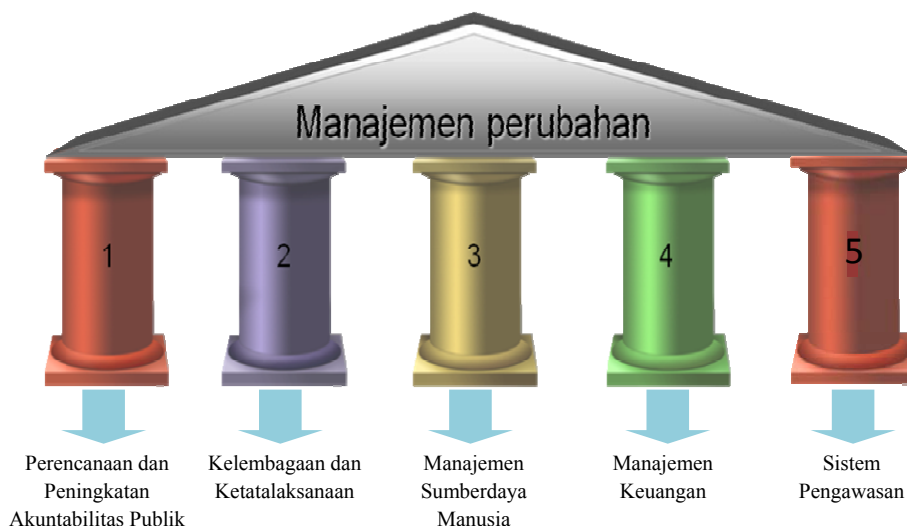 Manajemen perubahan
1
2
3
4
5
Perencanaan dan
Peningkatan
Akuntabilitas Publik
Kelembagaan dan
Ketatalaksanaan
Manajemen
Sumberdaya
Manusia
Manajemen
Keuangan
Sistem
Pengawasan